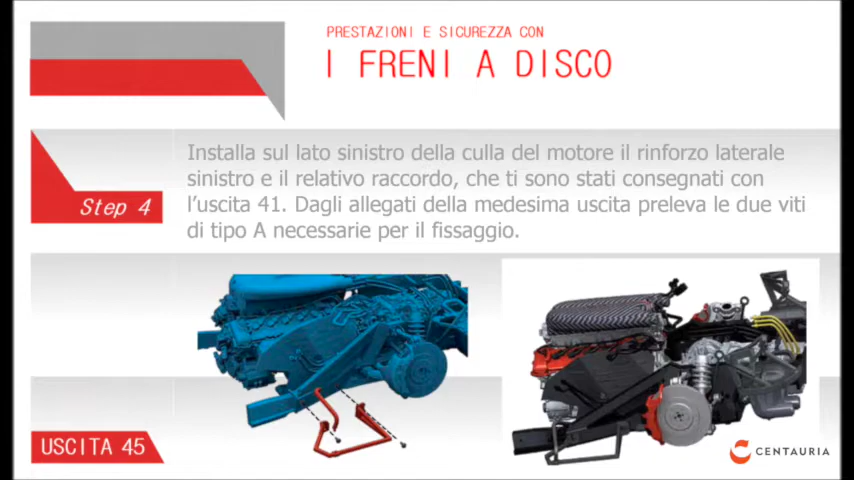 PRESTAZIONI E SICUREZZA CON
I FRENI A DISCO
Step 4
Installa sul lato sinistro della culla del motore il rinforzo laterale
sinistro e il relativo raccordo, che ti sono stati consegnati con
l'uscita 41. Dagli allegati della medesima uscita preleva le due viti
di tipo A necessarie per il fissaggio.
USCITA 45
CENTAURIA